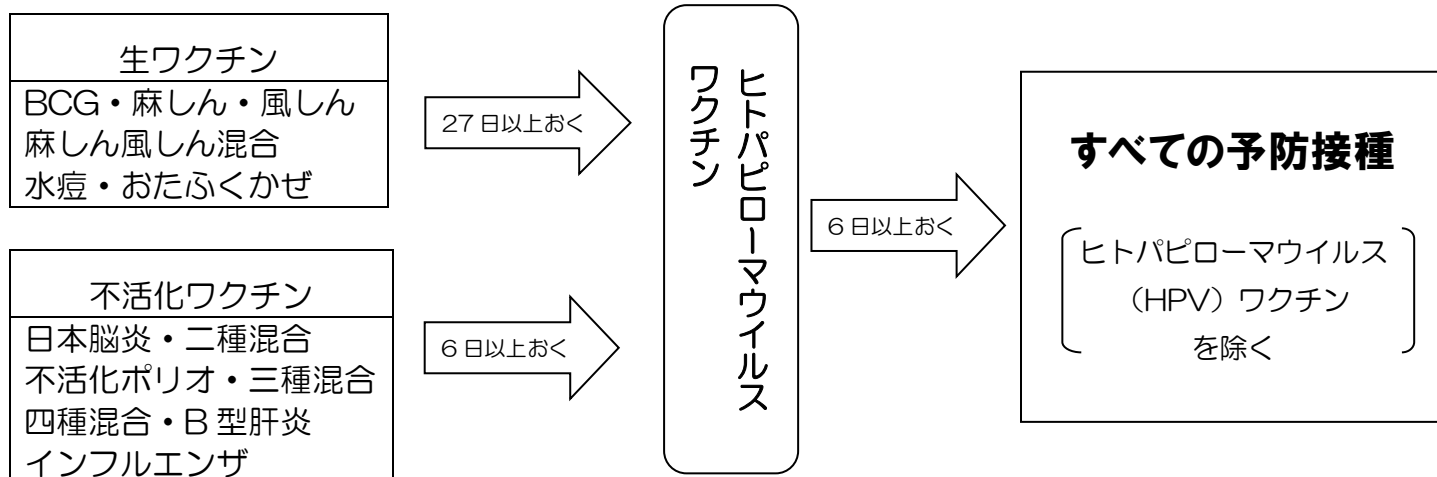 生ワクチン
BCG・麻しん・風しん
麻しん風しん混合
水痘・おたふくかぜ
27日以上おく
不活化ワクチン
日本脳炎・二種混合
不活化ポリオ・三種混合
四種混合・B型肝炎
インフルエンザ
6日以上おく
ヒトパピローマウイルス
ワクチン
6日以上おく
すべての予防接種
ヒトパピローマウイルス
（HPV）ワクチン
を除く